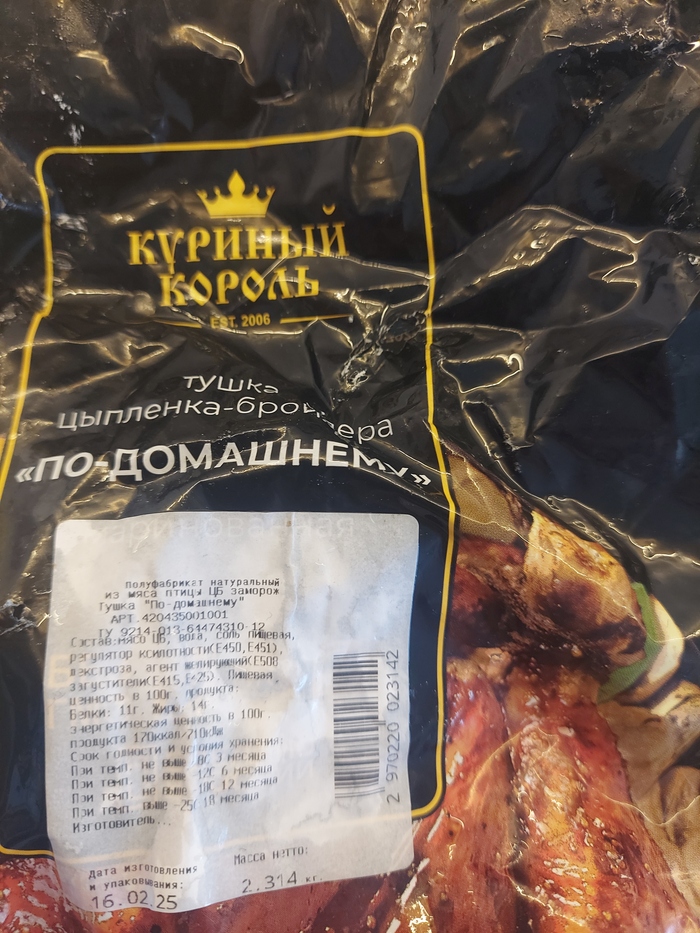 КУРИНЫЙ
КОРОЛЬ
EST. 2006
тушка
цыпленка-бройлера
«ПО-ДОМАШНЕМУ»
Полуфабрикат натуральный
из мяса птицы ЦБ заморож
Тушка "По-домашнему"
АРТ.420435001001
ТУ 9214-013-64474310-12
Состав:мясо ЦБ, вода, соль пищевая,
регулятор кислотности(Е450,Е451),
декстроза, агент желирующий(Е508
загустители(Е415,Е425). Пищевая
ценность в 100г. продукта:
Белки: 11г. Жиры: 14г.
энергетическая ценность в 100г.
продукта 170ккал/710кДж
Срок годности и условия хранения:
При темп. не выше -8С 3 месяца
При темп. не выше -12С 6 месяца
При темп. не выше -18С 12 месяца
При темп. выше -25С 18 месяца
Изготовитель...
Дата изготовления
и упаковывания:
16.02.25
Масса нетто:
2.314 кг.
2 970220 023142